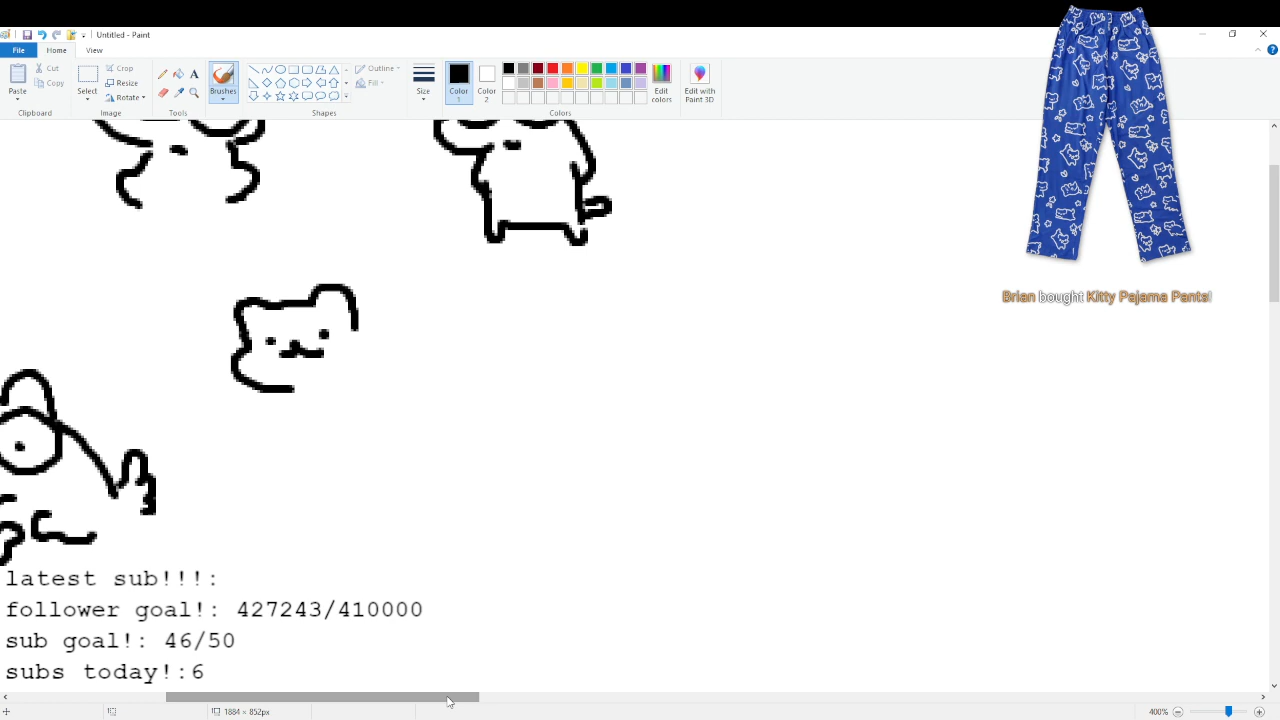 Untitled - Paint
File Home View
Paste
Cut
Copy
Clipboard
Select
Crop
Resize
Rotate
Image
Tools
Brushes
Outline
Fill
Shapes
Size
Color 1
Color 2
Edit colors
Colors
Edit with Paint 3D
Brian bought Kitty Pajama Pants!
latest sub!!!:
follower goal!: 427243/410000
sub goal!: 46/50
subs today!:6
1884 × 852px
400%